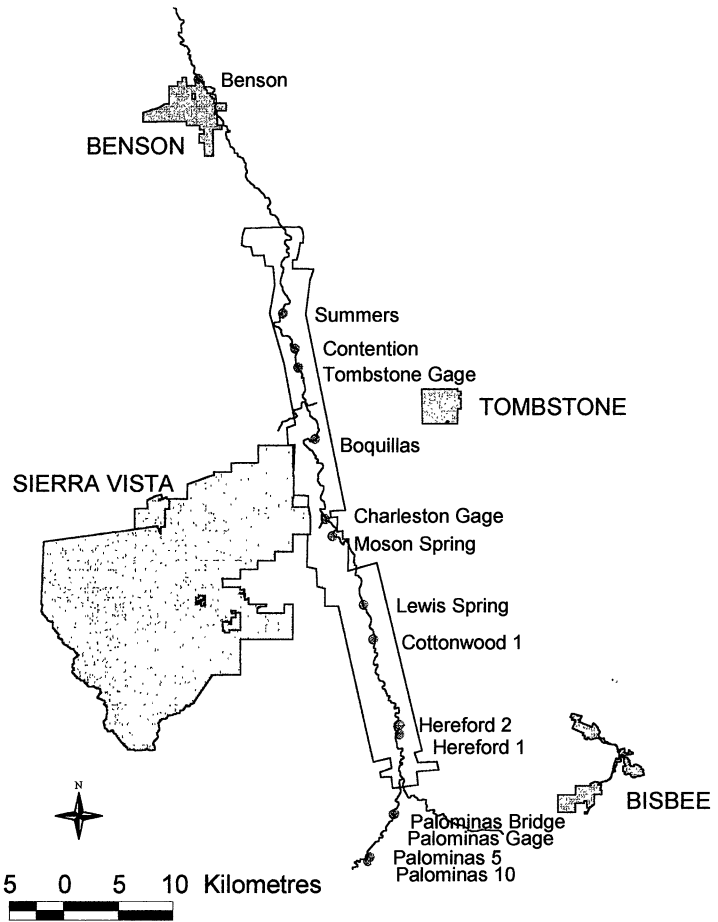 Benson
BENSON
Summers
Contention
Tombstone Gage
TOMBSTONE
Boquillas
SIERRA VISTA
Charleston Gage
Moson Spring
Lewis Spring
Cottonwood 1
Hereford 2
Hereford 1
N
BISBEE
Palominas Bridge
Palominas Gage
Palominas 5
Palominas 10
5 0 5 10 Kilometres